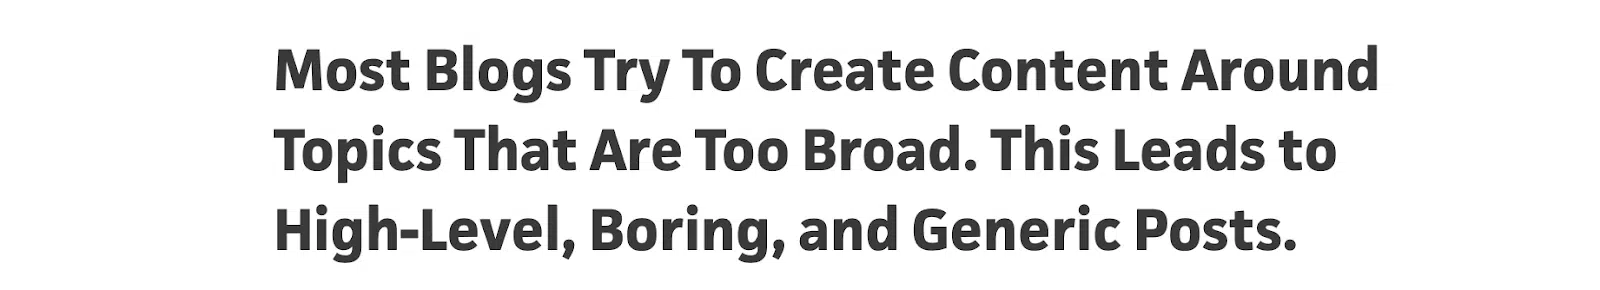 Most Blogs Try To Create Content Around
Topics That Are Too Broad. This Leads to
High-Level, Boring, and Generic Posts.